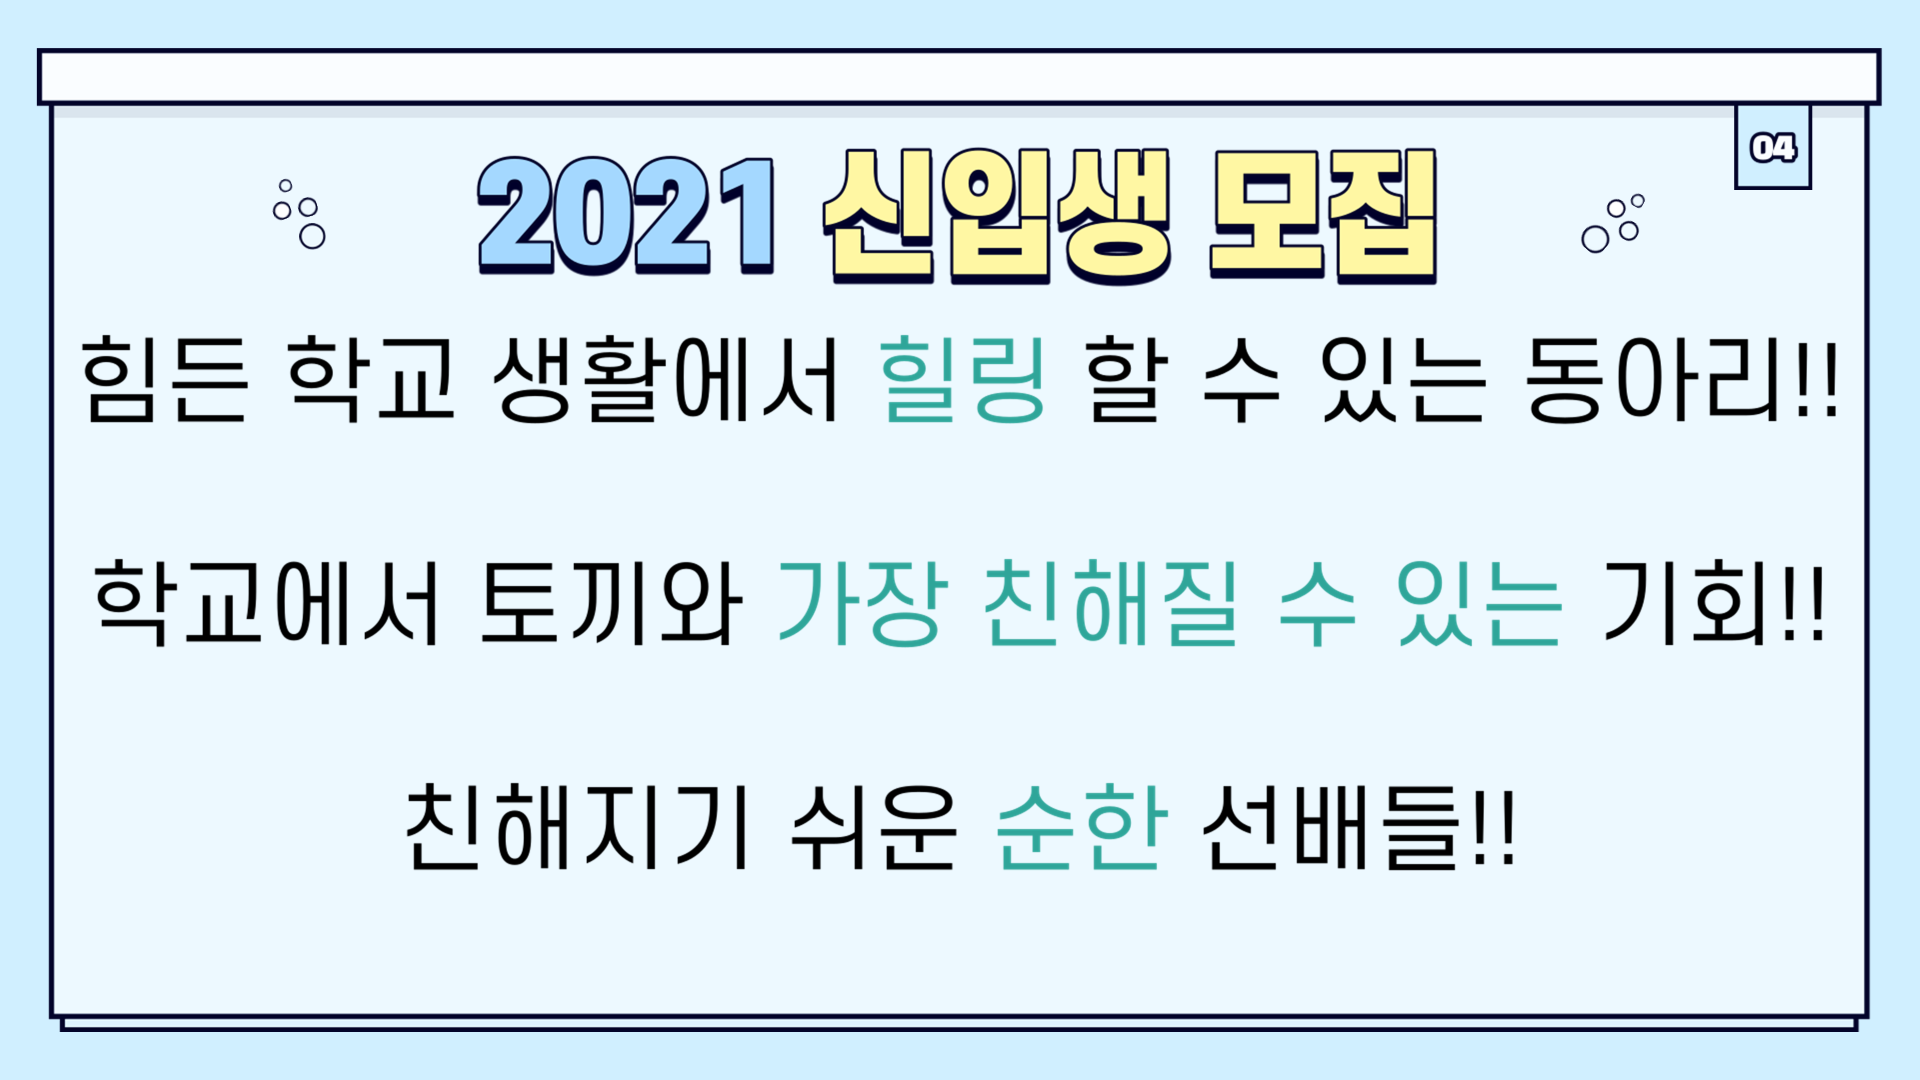 04
2021 신입생 모집
힘든 학교 생활에서 힐링 할 수 있는 동아리!!
학교에서 토끼와 가장 친해질 수 있는 기회!!
친해지기 쉬운 순한 선배들!!